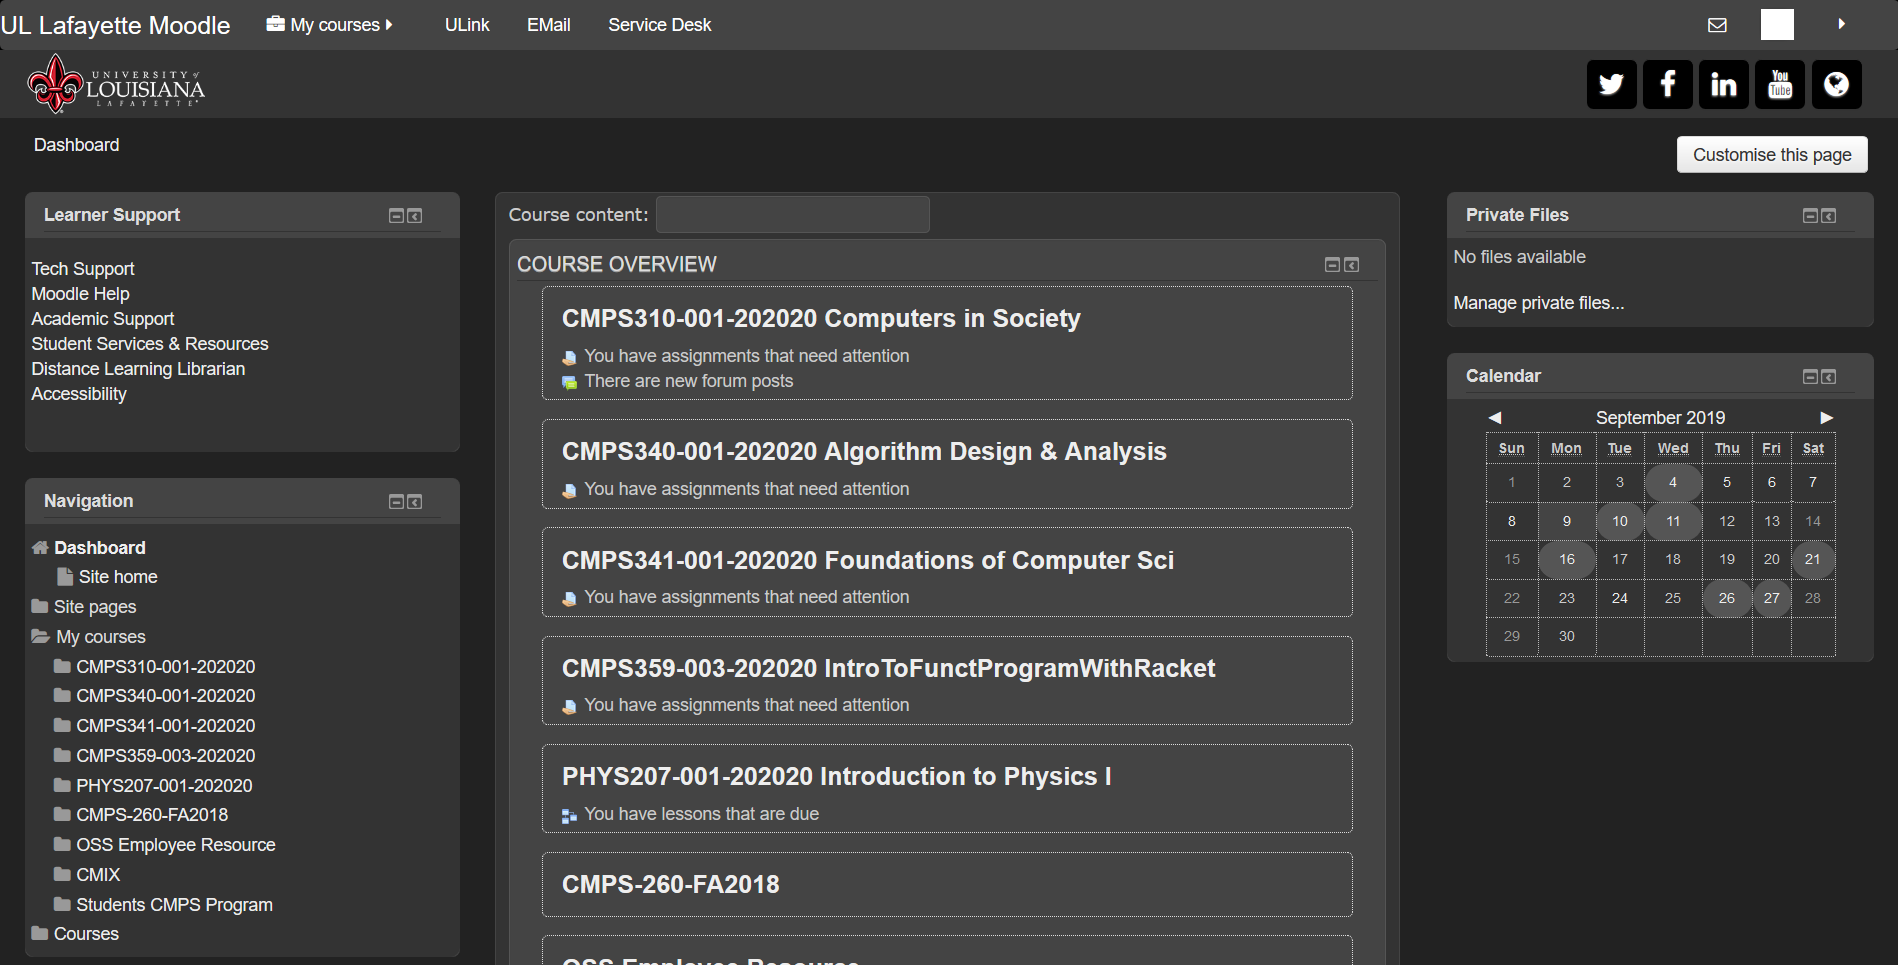 UL Lafayette Moodle My courses ULink EMail Service Desk
UNIVERSITY of
LOUISIANA
LAFAYETTE
You
Tube
Dashboard
Customise this page
Learner Support
Tech Support
Moodle Help
Academic Support
Student Services & Resources
Distance Learning Librarian
Accessibility
Navigation
Dashboard
Site home
Site pages
My courses
CMPS310-001-202020
CMPS340-001-202020
CMPS341-001-202020
CMPS359-003-202020
PHYS207-001-202020
CMPS-260-FA2018
OSS Employee Resource
CMIX
Students CMPS Program
Courses
Course content:
COURSE OVERVIEW
CMPS310-001-202020 Computers in Society
You have assignments that need attention
There are new forum posts
CMPS340-001-202020 Algorithm Design & Analysis
You have assignments that need attention
CMPS341-001-202020 Foundations of Computer Sci
You have assignments that need attention
CMPS359-003-202020 IntroToFunctProgramWithRacket
You have assignments that need attention
PHYS207-001-202020 Introduction to Physics I
You have lessons that are due
CMPS-260-FA2018
OSS Employee Resource
Private Files
No files available
Manage private files...
Calendar
September 2019
Sun Mon Tue Wed Thu Fri Sat
1 2 3 4 5 6 7
8 9 10 11 12 13 14
15 16 17 18 19 20 21
22 23 24 25 26 27 28
29 30